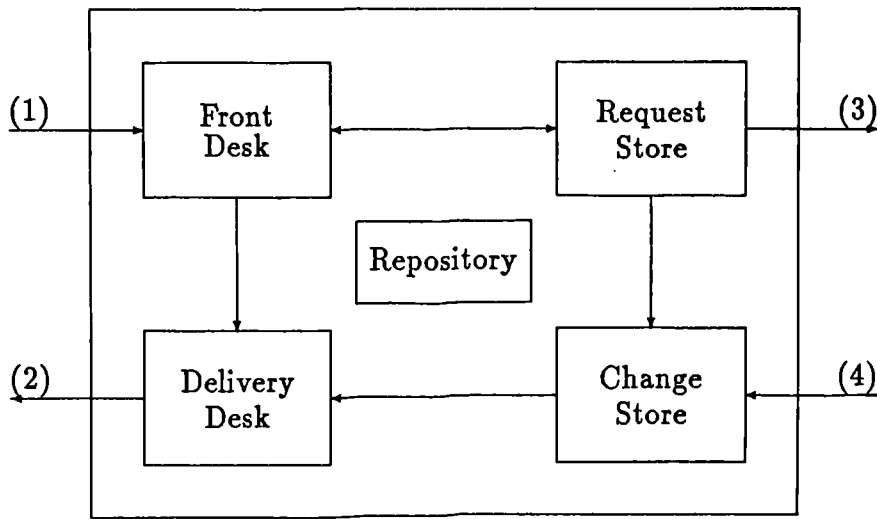 (1)
Front
Desk
Request
Store
(3)
Repository
(2)
Delivery
Desk
Change
Store
(4)